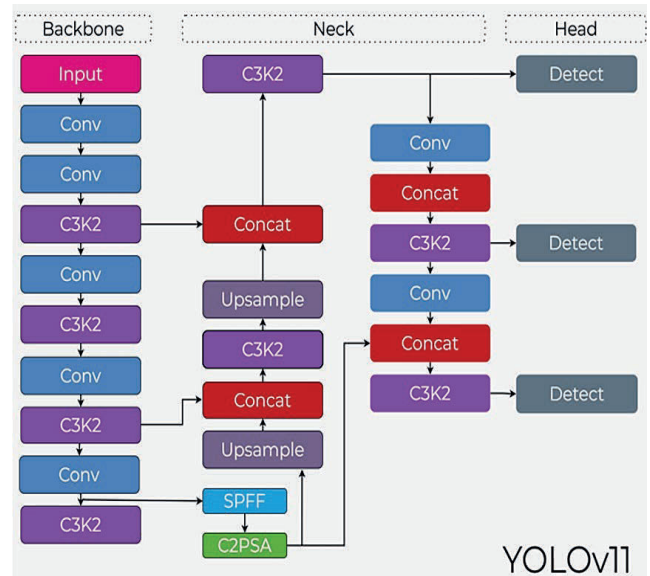 Backbone
Neck
Head
Input
Conv
Conv
C3K2
Conv
C3K2
Conv
C3K2
Conv
C3K2
C3K2
Concat
Upsample
C3K2
Concat
Upsample
SPFF
C2PSA
Conv
Concat
C3K2
Conv
Concat
C3K2
Detect
Detect
Detect
YOLOv11